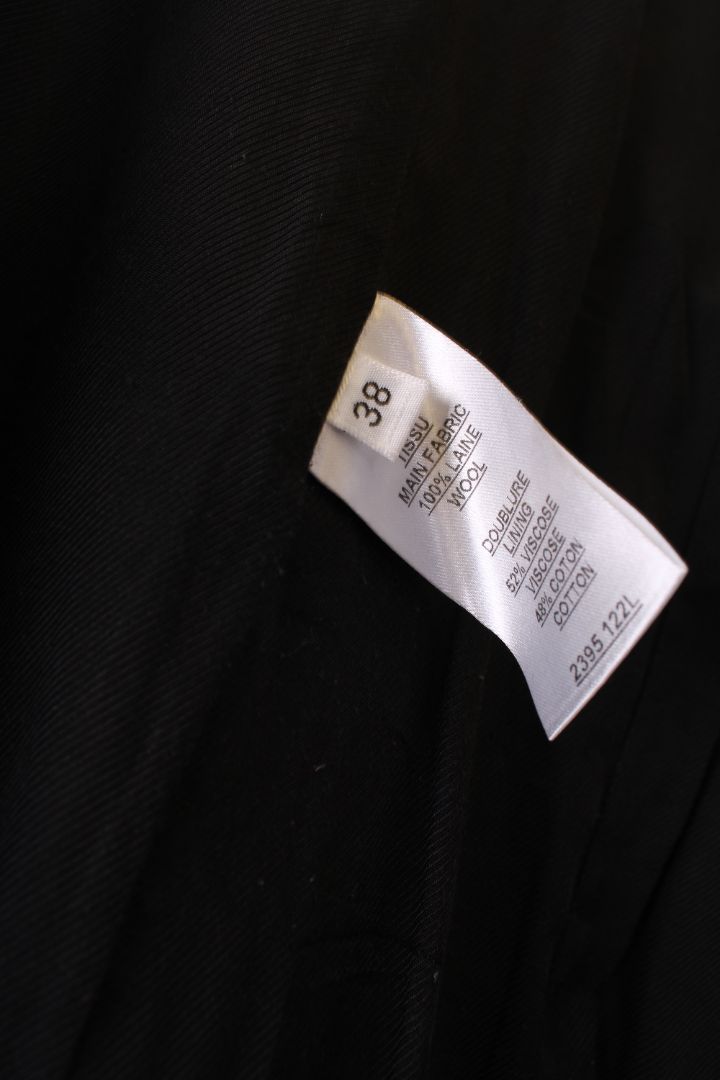 38
TISSU
MAIN FABRIC
100% LAINE
WOOL
DOUBLURE
LINING
52% VISCOSE
VISCOSE
48% COTON
COTTON
2395 122L